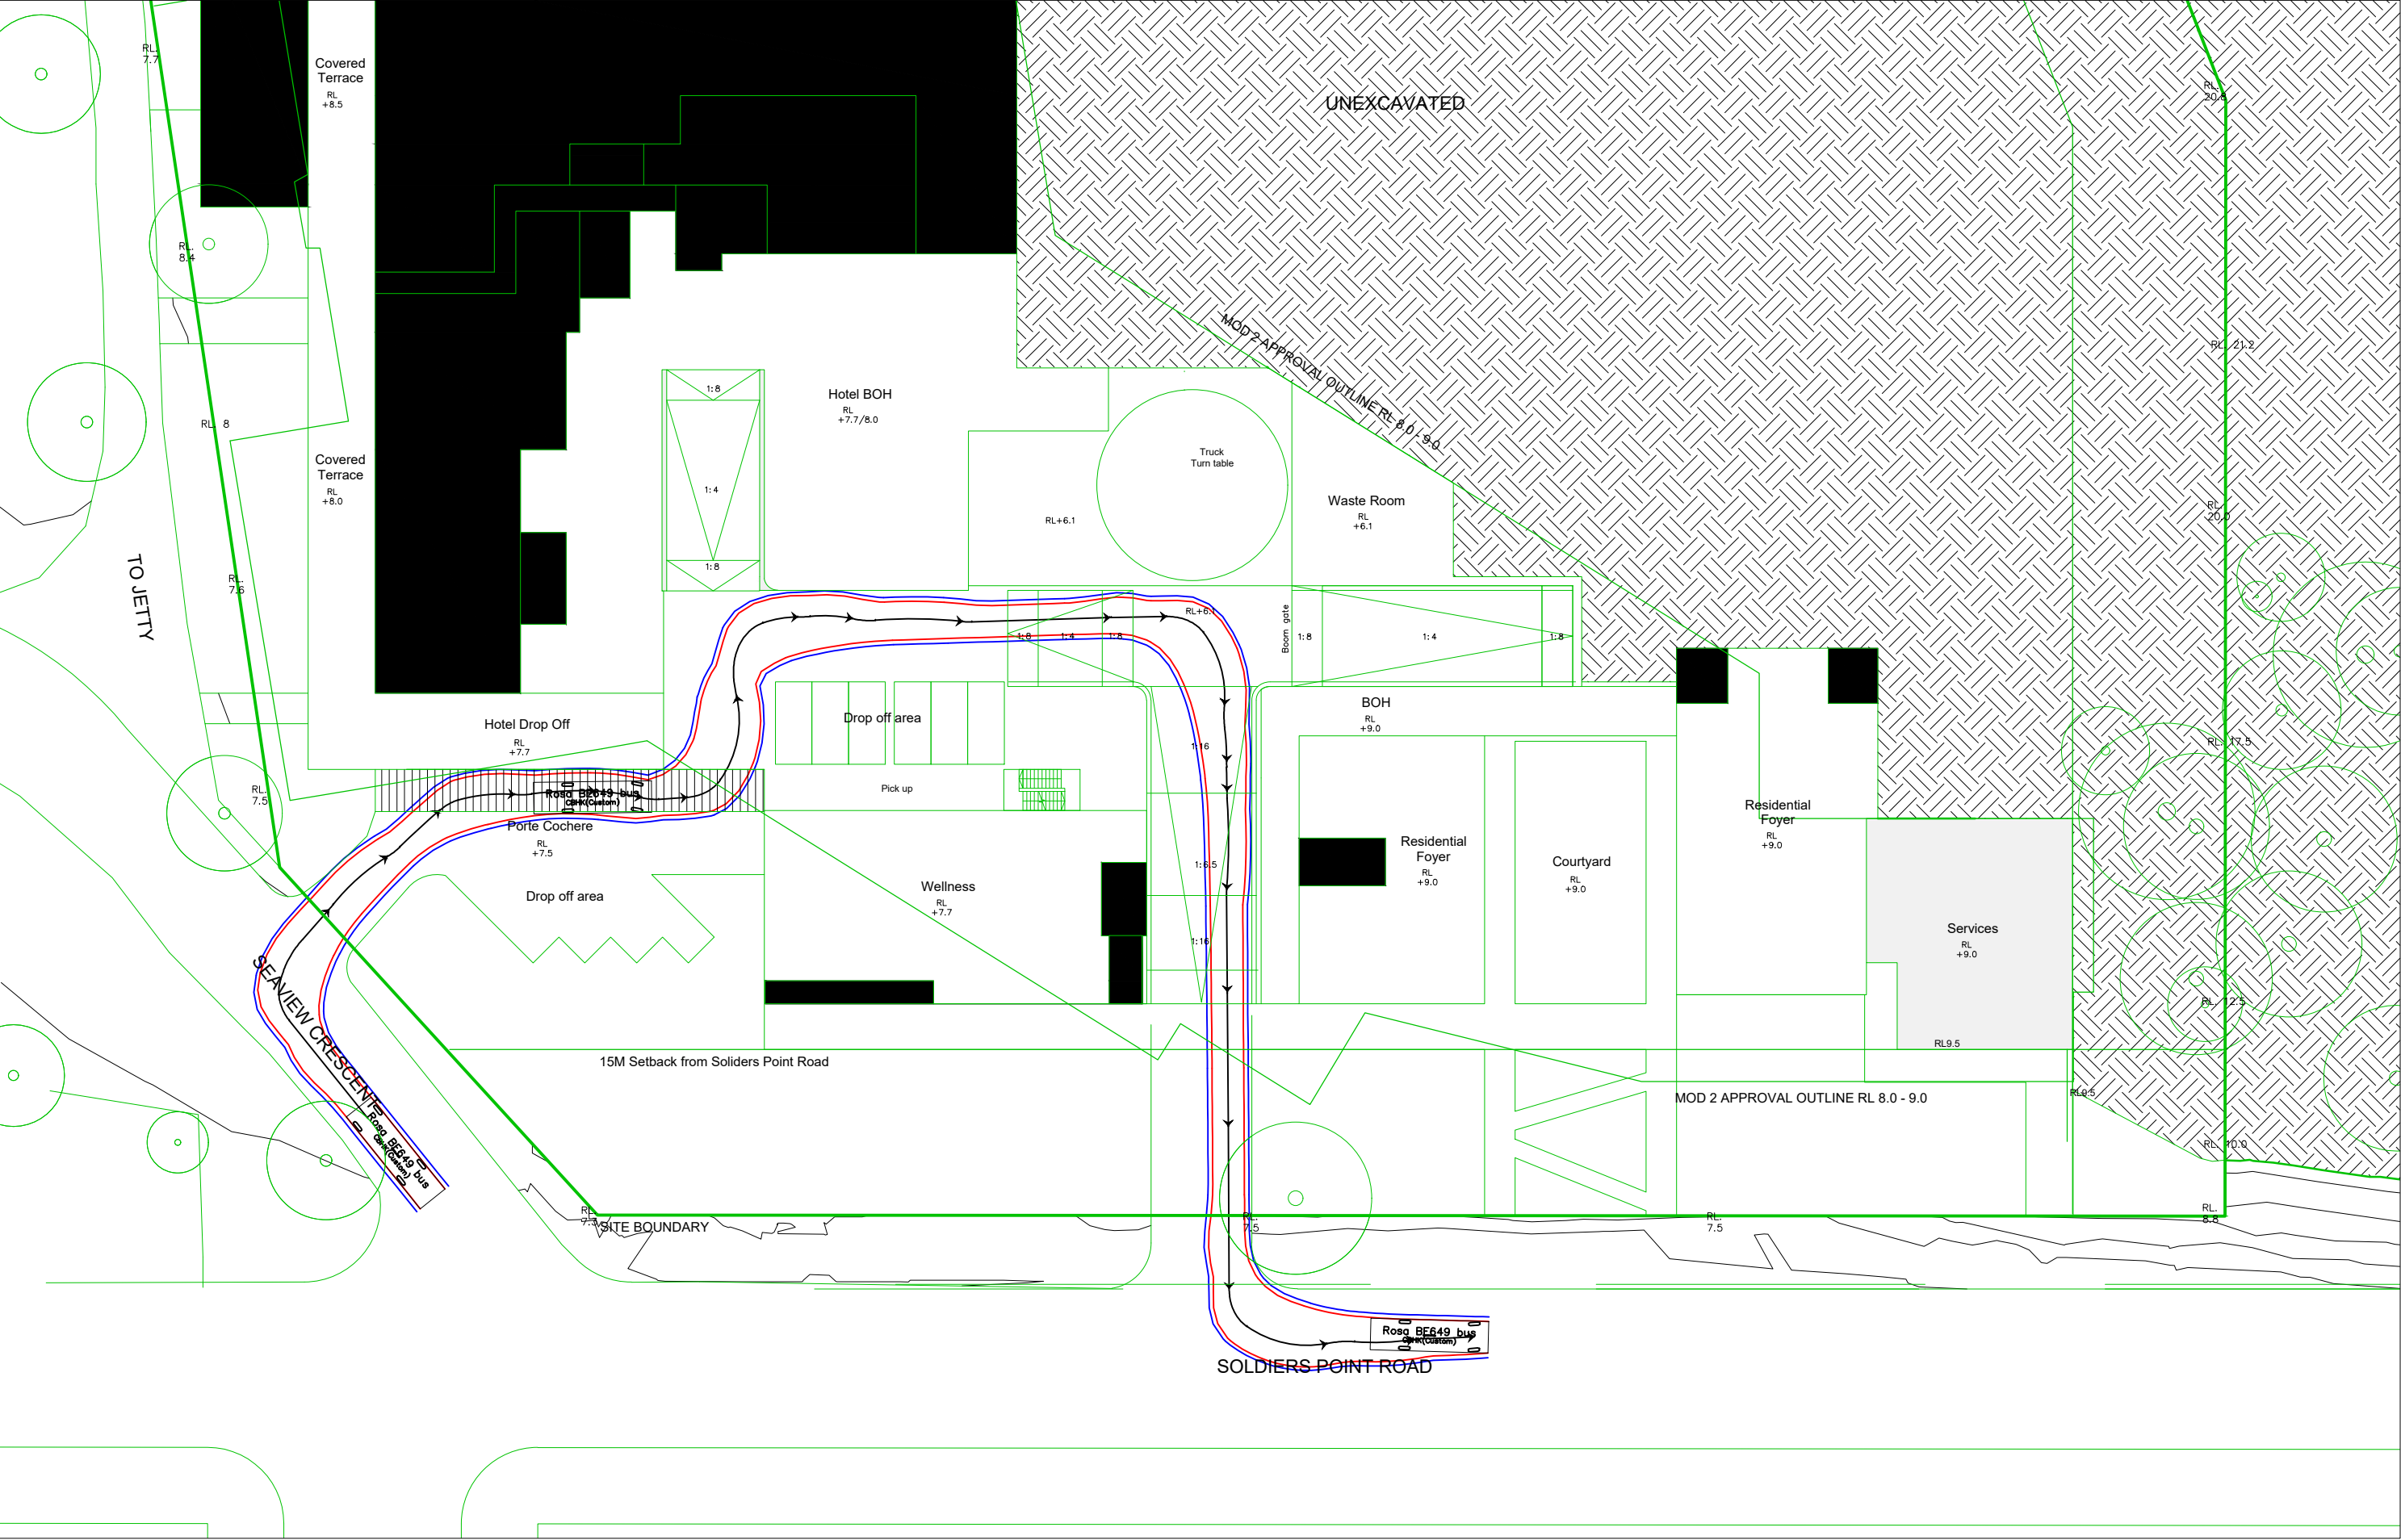 RL.
7.7
Covered
Terrace
RL
+8.5
UNEXCAVATED
RL.
20.8
RL.
8.4
MOD 2 APPROVAL OUTLINE RL 8.0 - 9.0
RL. 21.2
1:8
Hotel BOH
RL
+7.7/8.0
RL. 8
Covered
Terrace
RL
+8.0
Truck
Turn table
1:4
RL+6.1
Waste Room
RL
+6.1
RL.
20.0
TO JETTY
1:8
RL.
7.6
RL+6.1
Boom gate
1:8
1:4
1:8
1:8
1:4
1:8
Hotel Drop Off
RL
+7.7
Drop off area
BOH
RL
+9.0
1:16
RL. 17.5
RL.
7.5
Rosa BE649 bus
CBHK(Custom)
Pick up
Porte Cochere
RL
+7.5
Residential
Foyer
RL
+9.0
1:6.5
Residential
Foyer
RL
+9.0
Courtyard
RL
+9.0
Drop off area
Wellness
RL
+7.7
1:16
Services
RL
+9.0
SEAVIEW CRESCENT
RL. 12.5
RL9.5
15M Setback from Soliders Point Road
MOD 2 APPROVAL OUTLINE RL 8.0 - 9.0
RL9.5
Rosa BE649 bus
CBHK(Custom)
RL. 10.0
RL.
7.5
SITE BOUNDARY
RL.
7.5
RL.
7.5
RL.
8.8
Rosa BE649 bus
CBHK(Custom)
SOLDIERS POINT ROAD